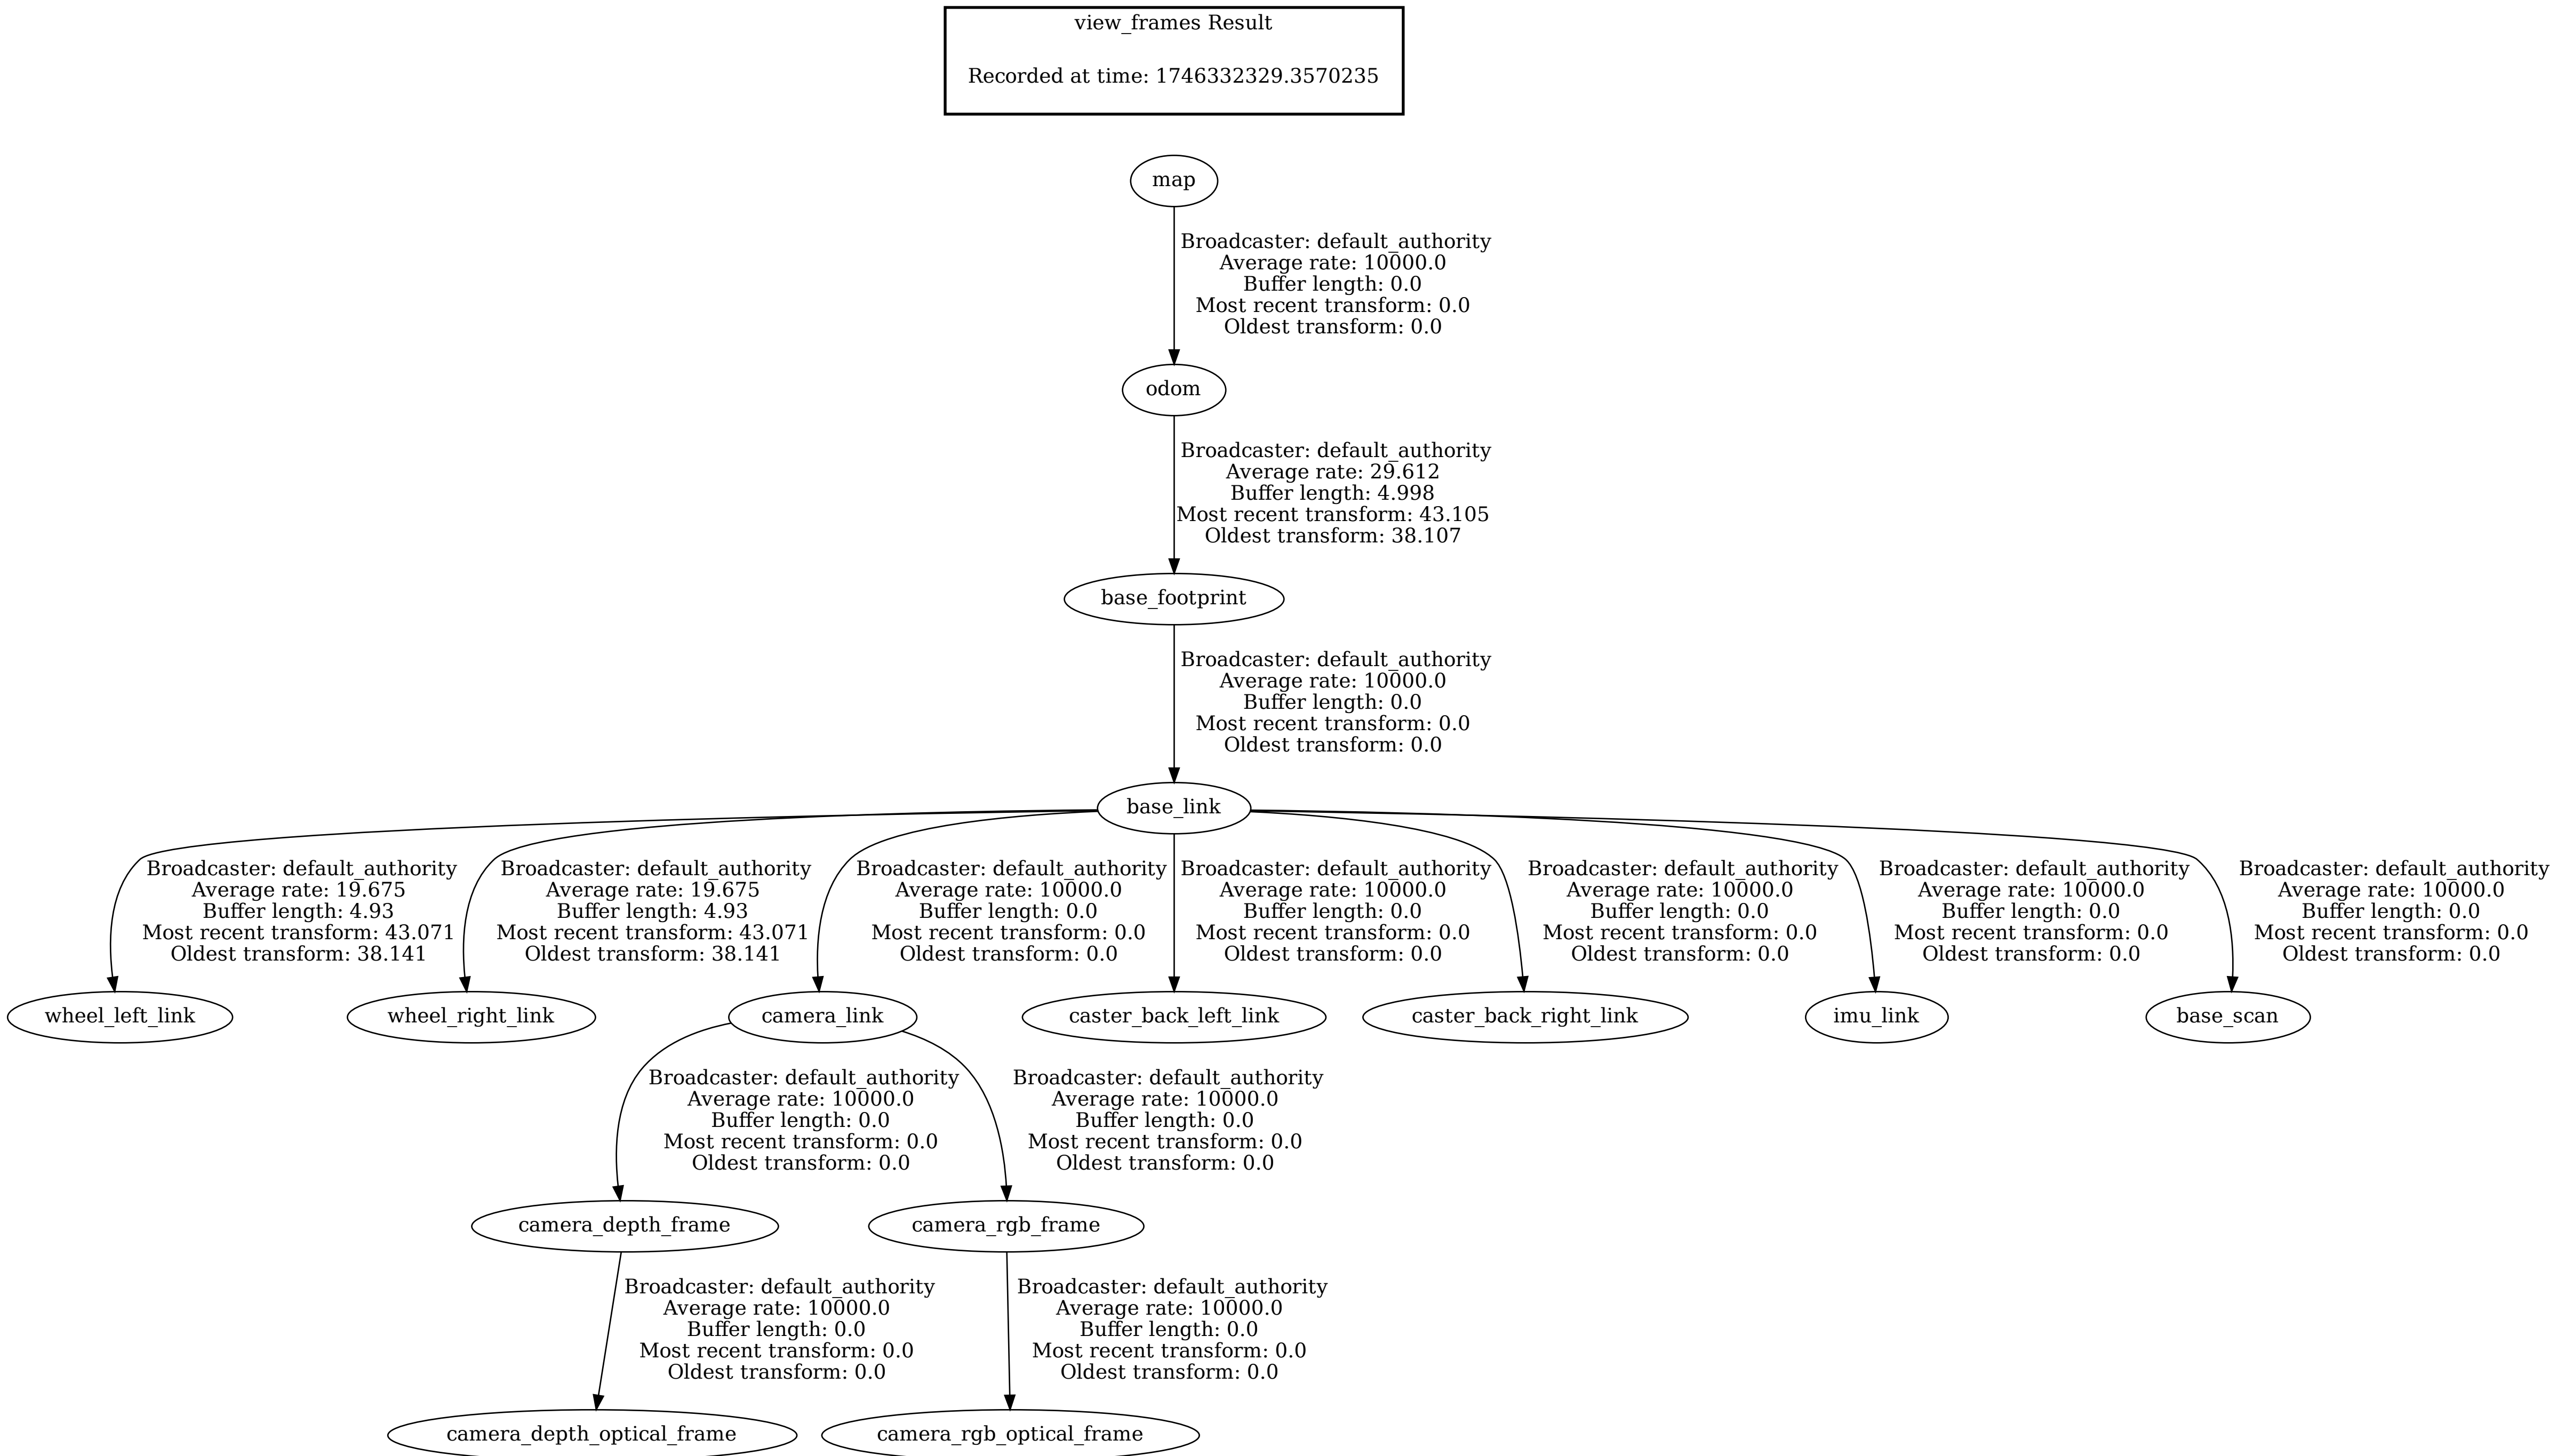 view_frames Result
Recorded at time: 1746332329.3570235
map
Broadcaster: default_authority
Average rate: 10000.0
Buffer length: 0.0
Most recent transform: 0.0
Oldest transform: 0.0
odom
Broadcaster: default_authority
Average rate: 29.612
Buffer length: 4.998
Most recent transform: 43.105
Oldest transform: 38.107
base_footprint
Broadcaster: default_authority
Average rate: 10000.0
Buffer length: 0.0
Most recent transform: 0.0
Oldest transform: 0.0
base_link
Broadcaster: default_authority
Average rate: 19.675
Buffer length: 4.93
Most recent transform: 43.071
Oldest transform: 38.141
Broadcaster: default_authority
Average rate: 19.675
Buffer length: 4.93
Most recent transform: 43.071
Oldest transform: 38.141
Broadcaster: default_authority
Average rate: 10000.0
Buffer length: 0.0
Most recent transform: 0.0
Oldest transform: 0.0
Broadcaster: default_authority
Average rate: 10000.0
Buffer length: 0.0
Most recent transform: 0.0
Oldest transform: 0.0
Broadcaster: default_authority
Average rate: 10000.0
Buffer length: 0.0
Most recent transform: 0.0
Oldest transform: 0.0
Broadcaster: default_authority
Average rate: 10000.0
Buffer length: 0.0
Most recent transform: 0.0
Oldest transform: 0.0
Broadcaster: default_authority
Average rate: 10000.0
Buffer length: 0.0
Most recent transform: 0.0
Oldest transform: 0.0
wheel_left_link
wheel_right_link
camera_link
caster_back_left_link
caster_back_right_link
imu_link
base_scan
Broadcaster: default_authority
Average rate: 10000.0
Buffer length: 0.0
Most recent transform: 0.0
Oldest transform: 0.0
Broadcaster: default_authority
Average rate: 10000.0
Buffer length: 0.0
Most recent transform: 0.0
Oldest transform: 0.0
camera_depth_frame
camera_rgb_frame
Broadcaster: default_authority
Average rate: 10000.0
Buffer length: 0.0
Most recent transform: 0.0
Oldest transform: 0.0
Broadcaster: default_authority
Average rate: 10000.0
Buffer length: 0.0
Most recent transform: 0.0
Oldest transform: 0.0
camera_depth_optical_frame
camera_rgb_optical_frame